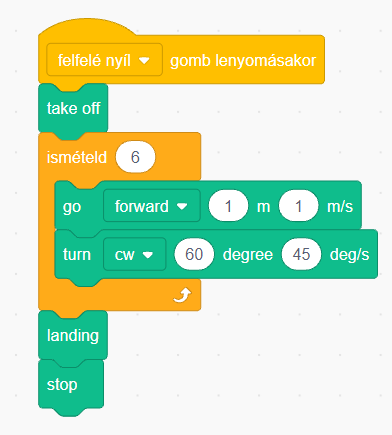 felfelé nyíl gomb lenyomásakor
take off
ismételd 6
go forward 1 m 1 m/s
turn cw 60 degree 45 deg/s
landing
stop